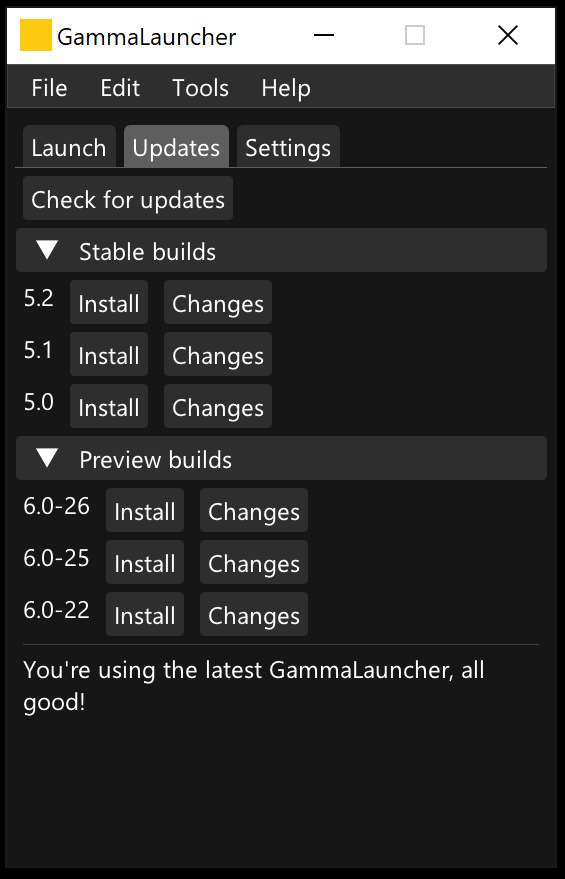 GammaLauncher
File Edit Tools Help
Launch Updates Settings
Check for updates
Stable builds
5.2 Install Changes
5.1 Install Changes
5.0 Install Changes
Preview builds
6.0-26 Install Changes
6.0-25 Install Changes
6.0-22 Install Changes
You're using the latest GammaLauncher, all
good!